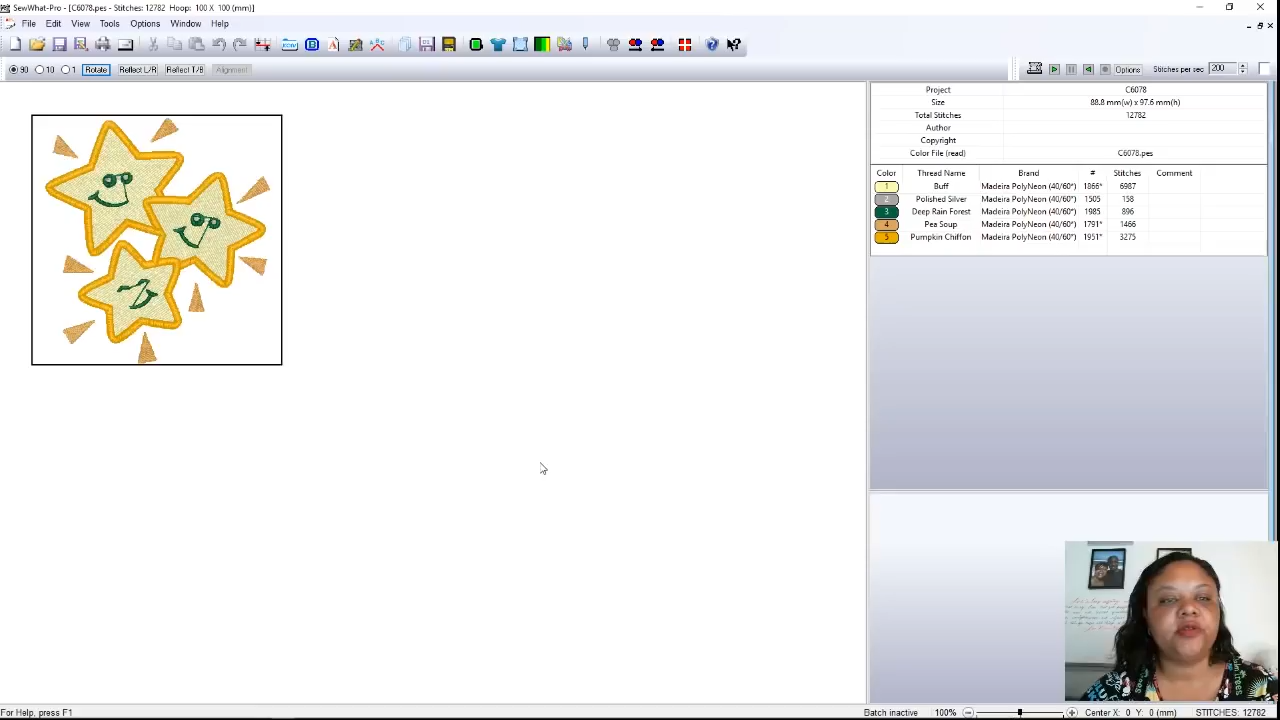 SewWhat-Pro - [C6078.pes - Stitches: 12782 Hoop: 100 X 100 (mm)]
File Edit View Tools Options Window Help
90 10 1 Rotate Reflect L/R Reflect T/B Alignment Options Stitches per sec 200
Project C6078
Size 88.8 mm(w) x 97.6 mm(h)
Total Stitches 12782
Author
Copyright
Color File (read) C6078.pes
Color Thread Name Brand # Stitches Comment
1 Buff Madeira PolyNeon (40/60*) 1866* 6987
2 Polished Silver Madeira PolyNeon (40/60*) 1505 158
3 Deep Rain Forest Madeira PolyNeon (40/60*) 1985 896
4 Pea Soup Madeira PolyNeon (40/60*) 1791* 1466
5 Pumpkin Chiffon Madeira PolyNeon (40/60*) 1951* 3275
For Help, press F1 Batch inactive 100% Center X: 0 Y: 0 (mm) STITCHES: 12782